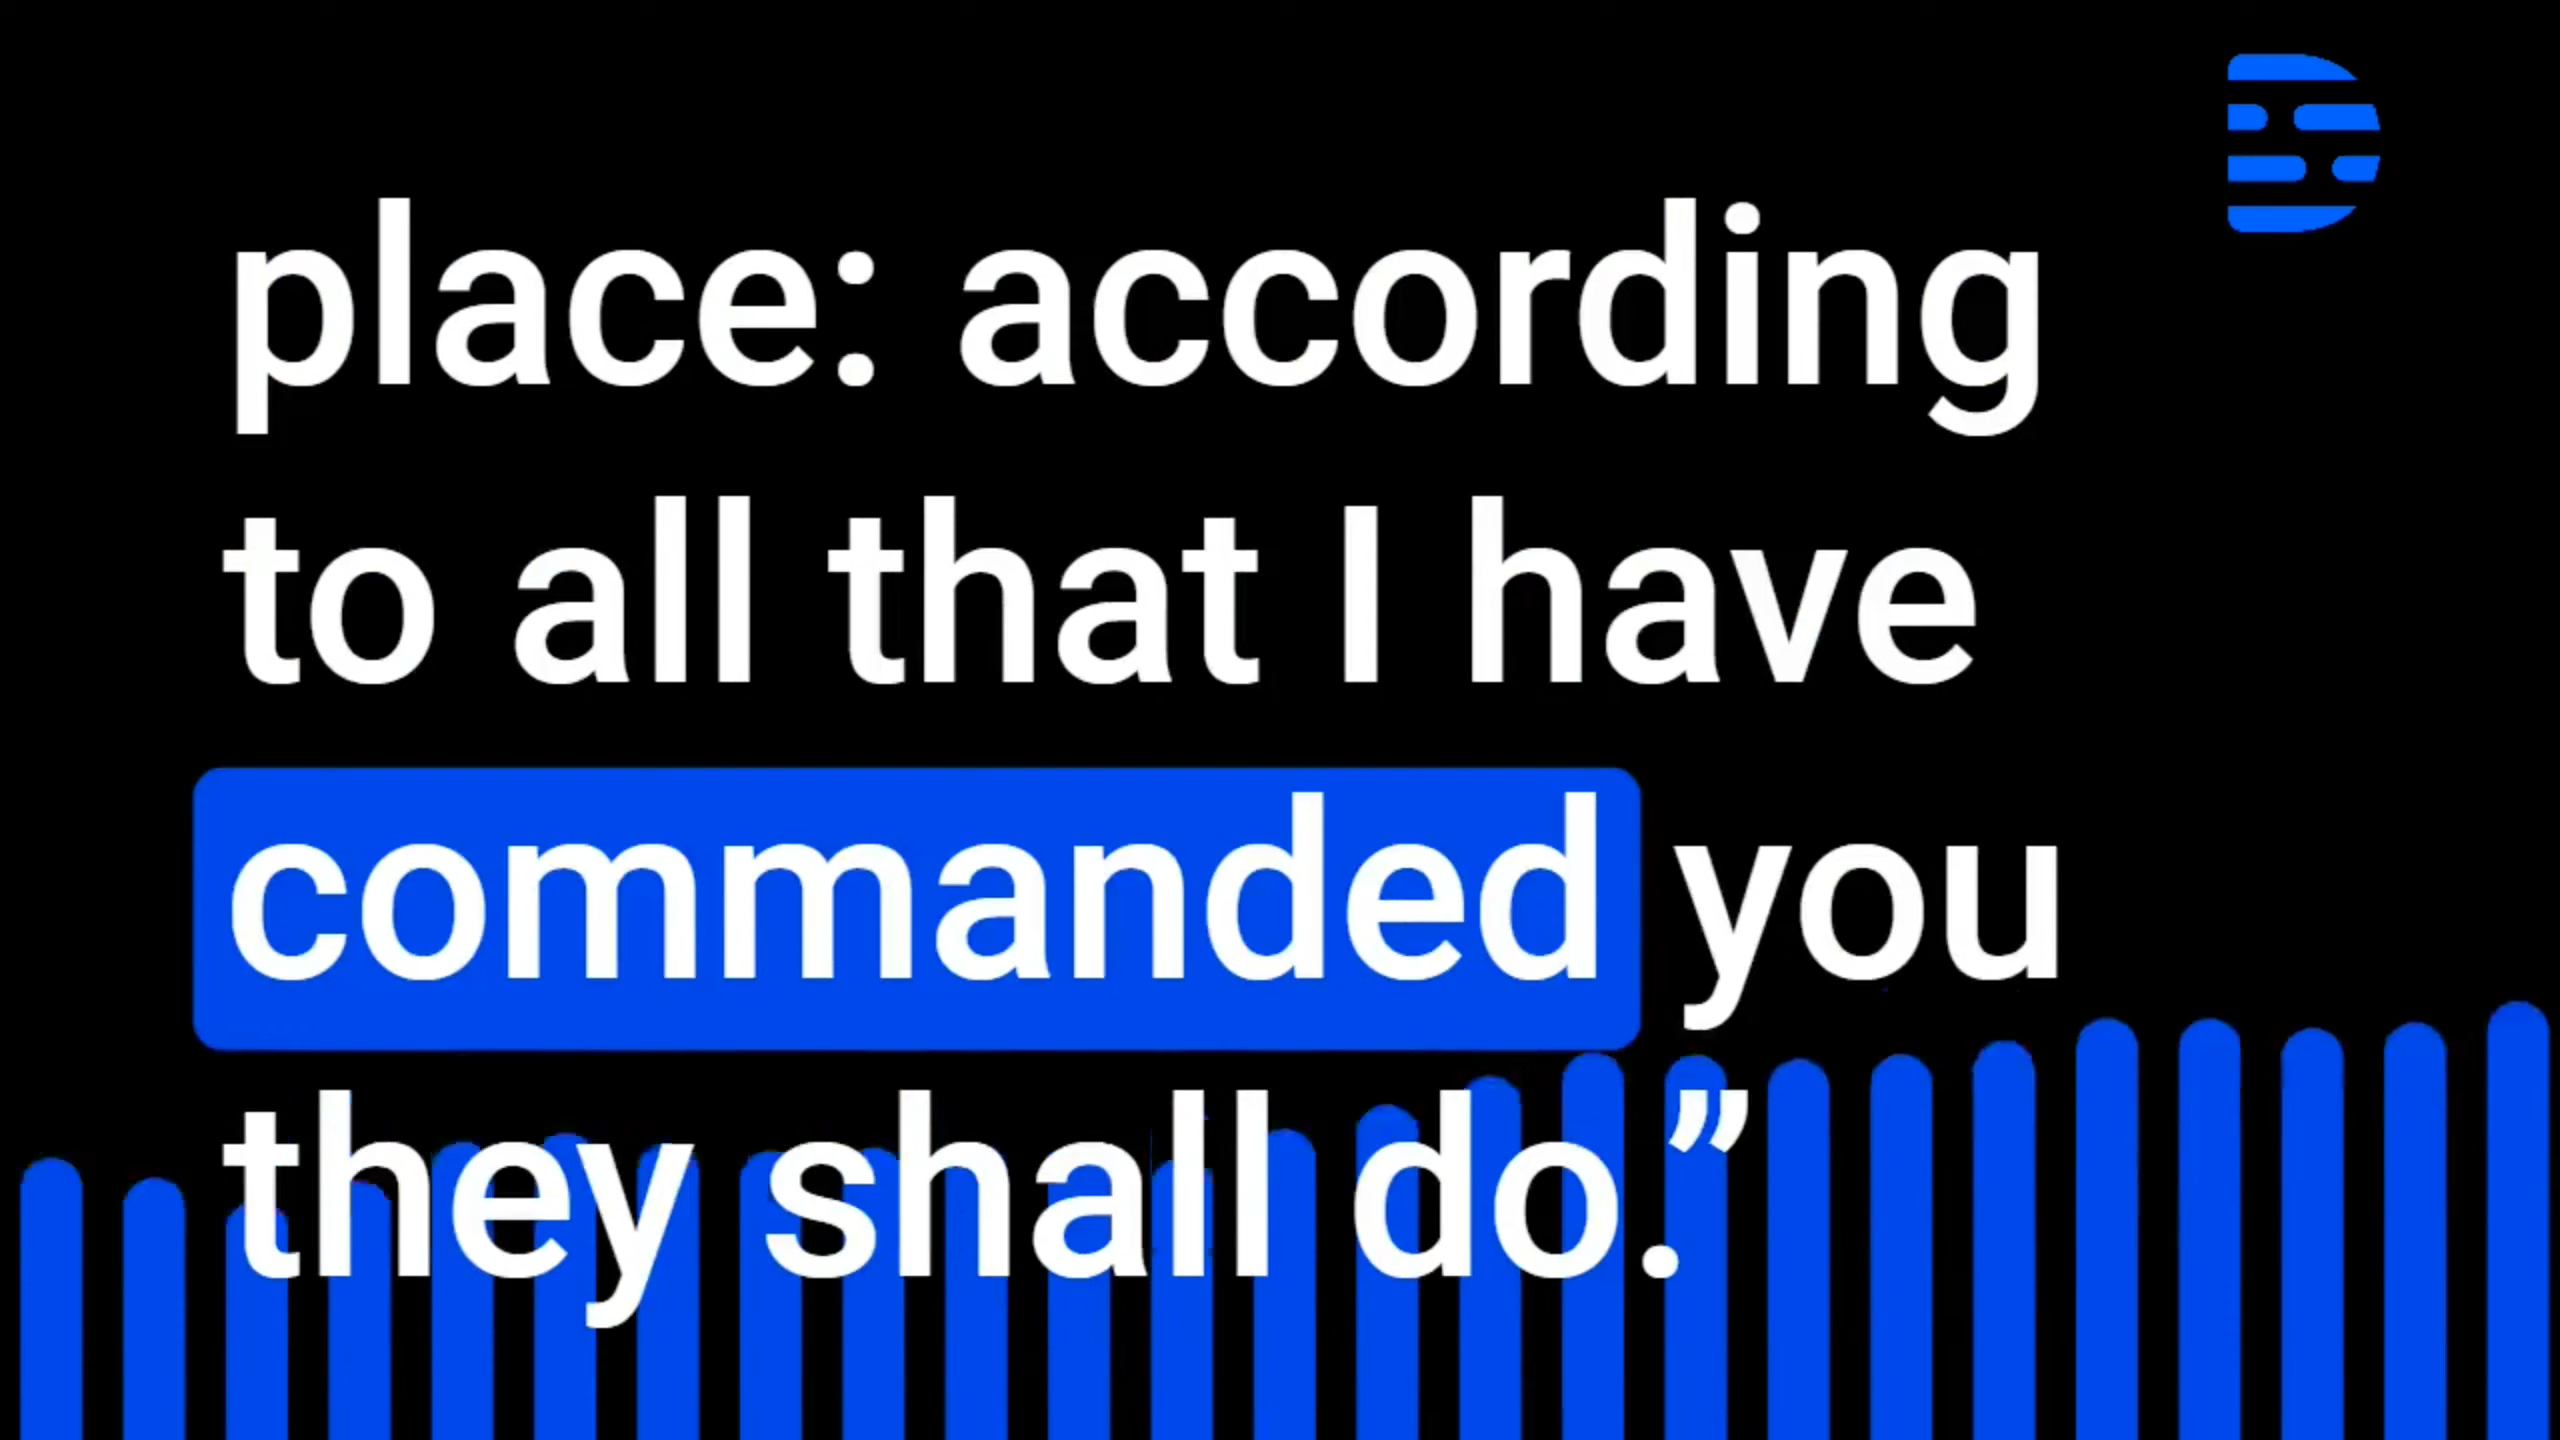 place: according
to all that I have
commanded you
they shall do.”